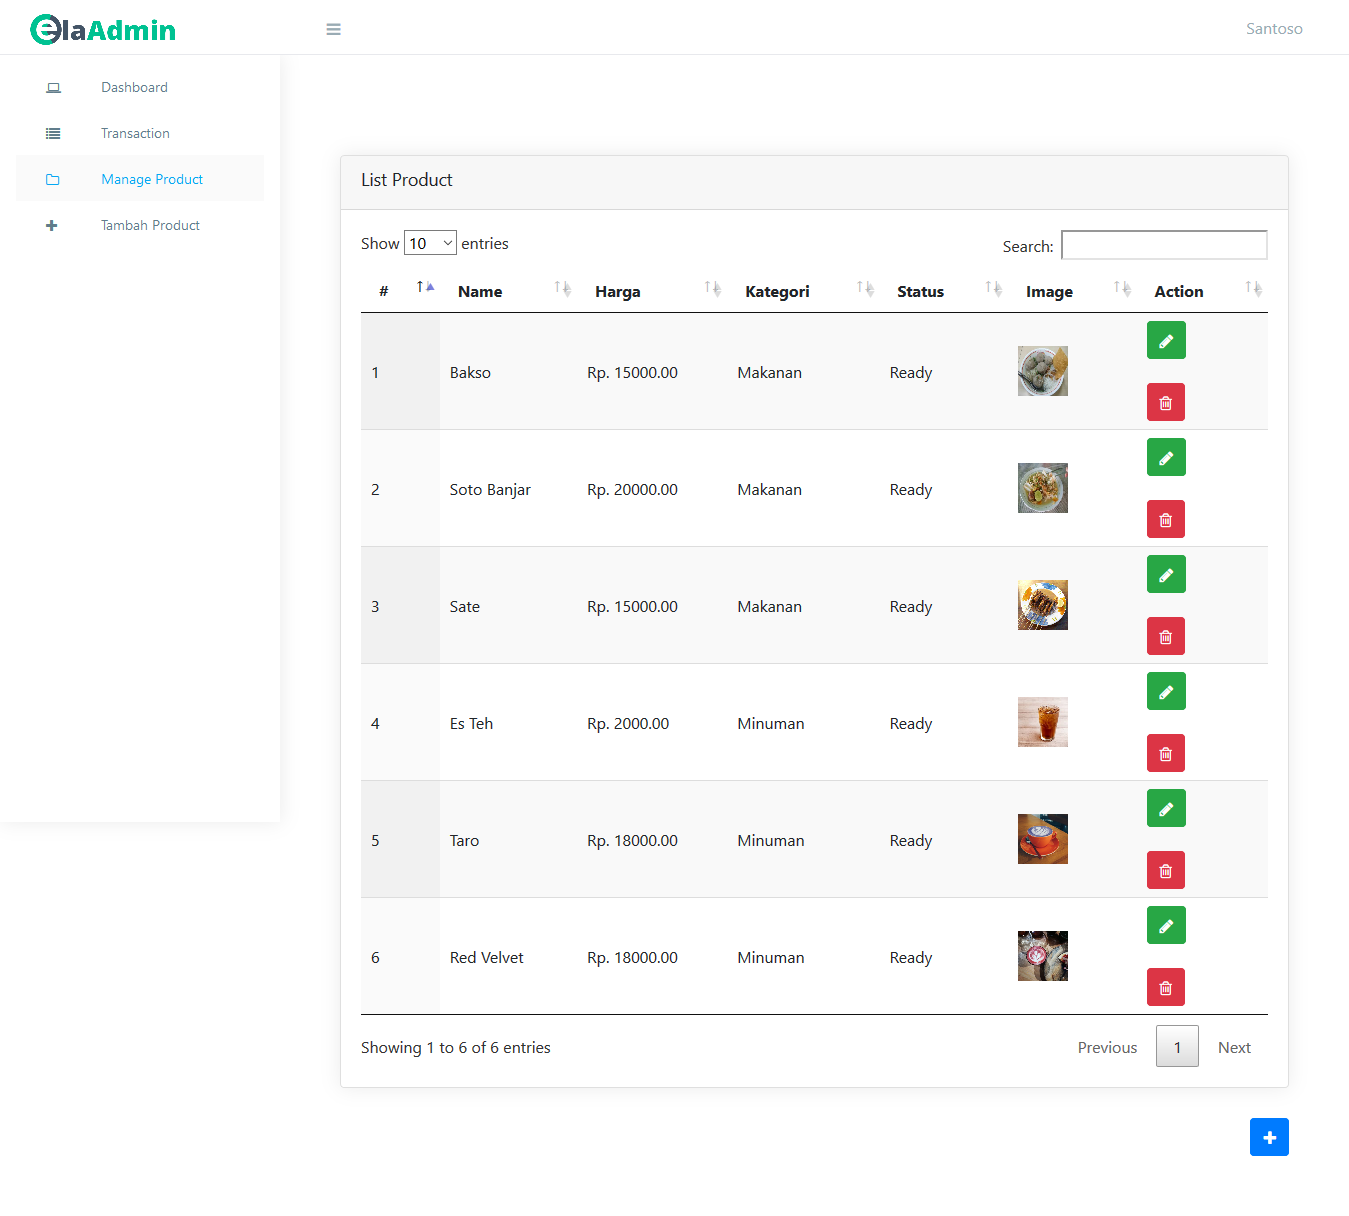 elaAdmin
Santoso
Dashboard
Transaction
Manage Product
Tambah Product
List Product
Show 10 entries
Search:
# Name Harga Kategori Status Image Action
1 Bakso Rp. 15000.00 Makanan Ready
2 Soto Banjar Rp. 20000.00 Makanan Ready
3 Sate Rp. 15000.00 Makanan Ready
4 Es Teh Rp. 2000.00 Minuman Ready
5 Taro Rp. 18000.00 Minuman Ready
6 Red Velvet Rp. 18000.00 Minuman Ready
Showing 1 to 6 of 6 entries
Previous 1 Next